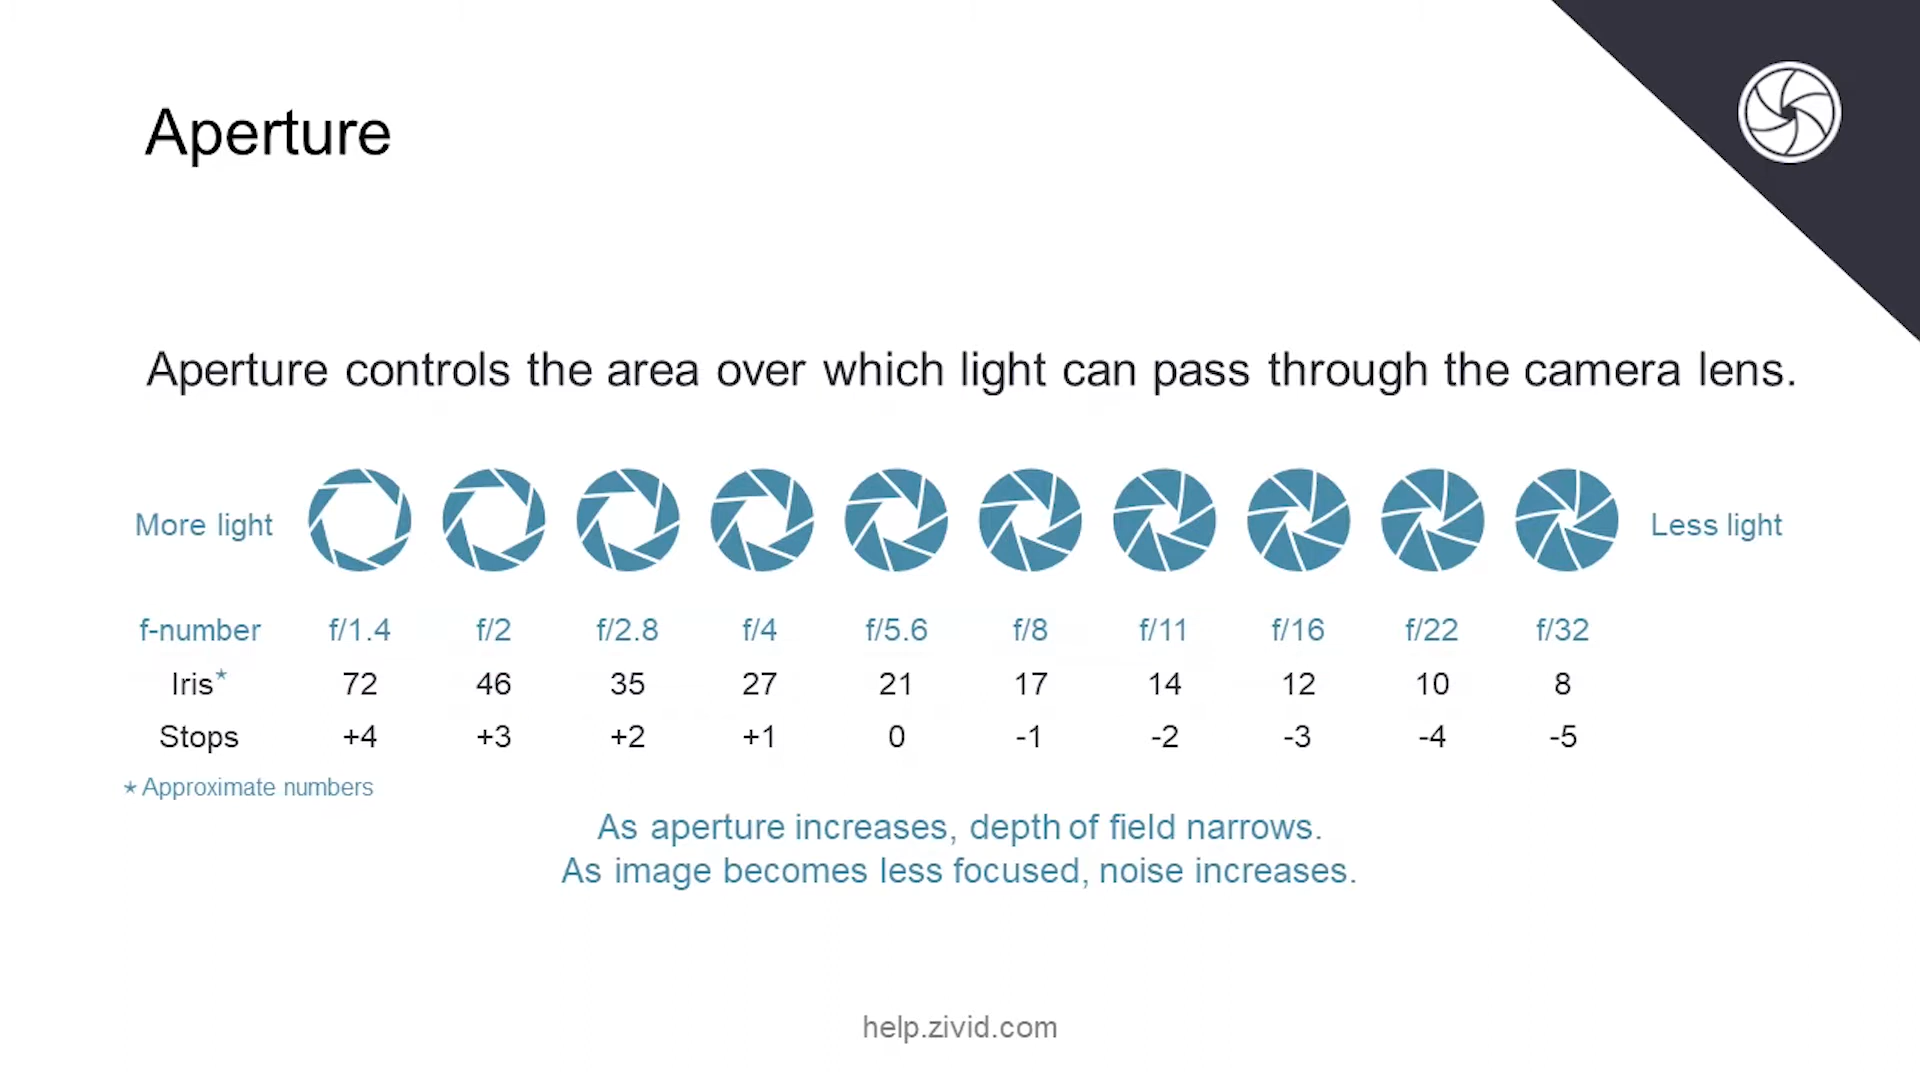 Aperture
Aperture controls the area over which light can pass through the camera lens.
More light
Less light
f-number f/1.4 f/2 f/2.8 f/4 f/5.6 f/8 f/11 f/16 f/22 f/32
Iris* 72 46 35 27 21 17 14 12 10 8
Stops +4 +3 +2 +1 0 -1 -2 -3 -4 -5
* Approximate numbers
As aperture increases, depth of field narrows.
As image becomes less focused, noise increases.
help.zivid.com